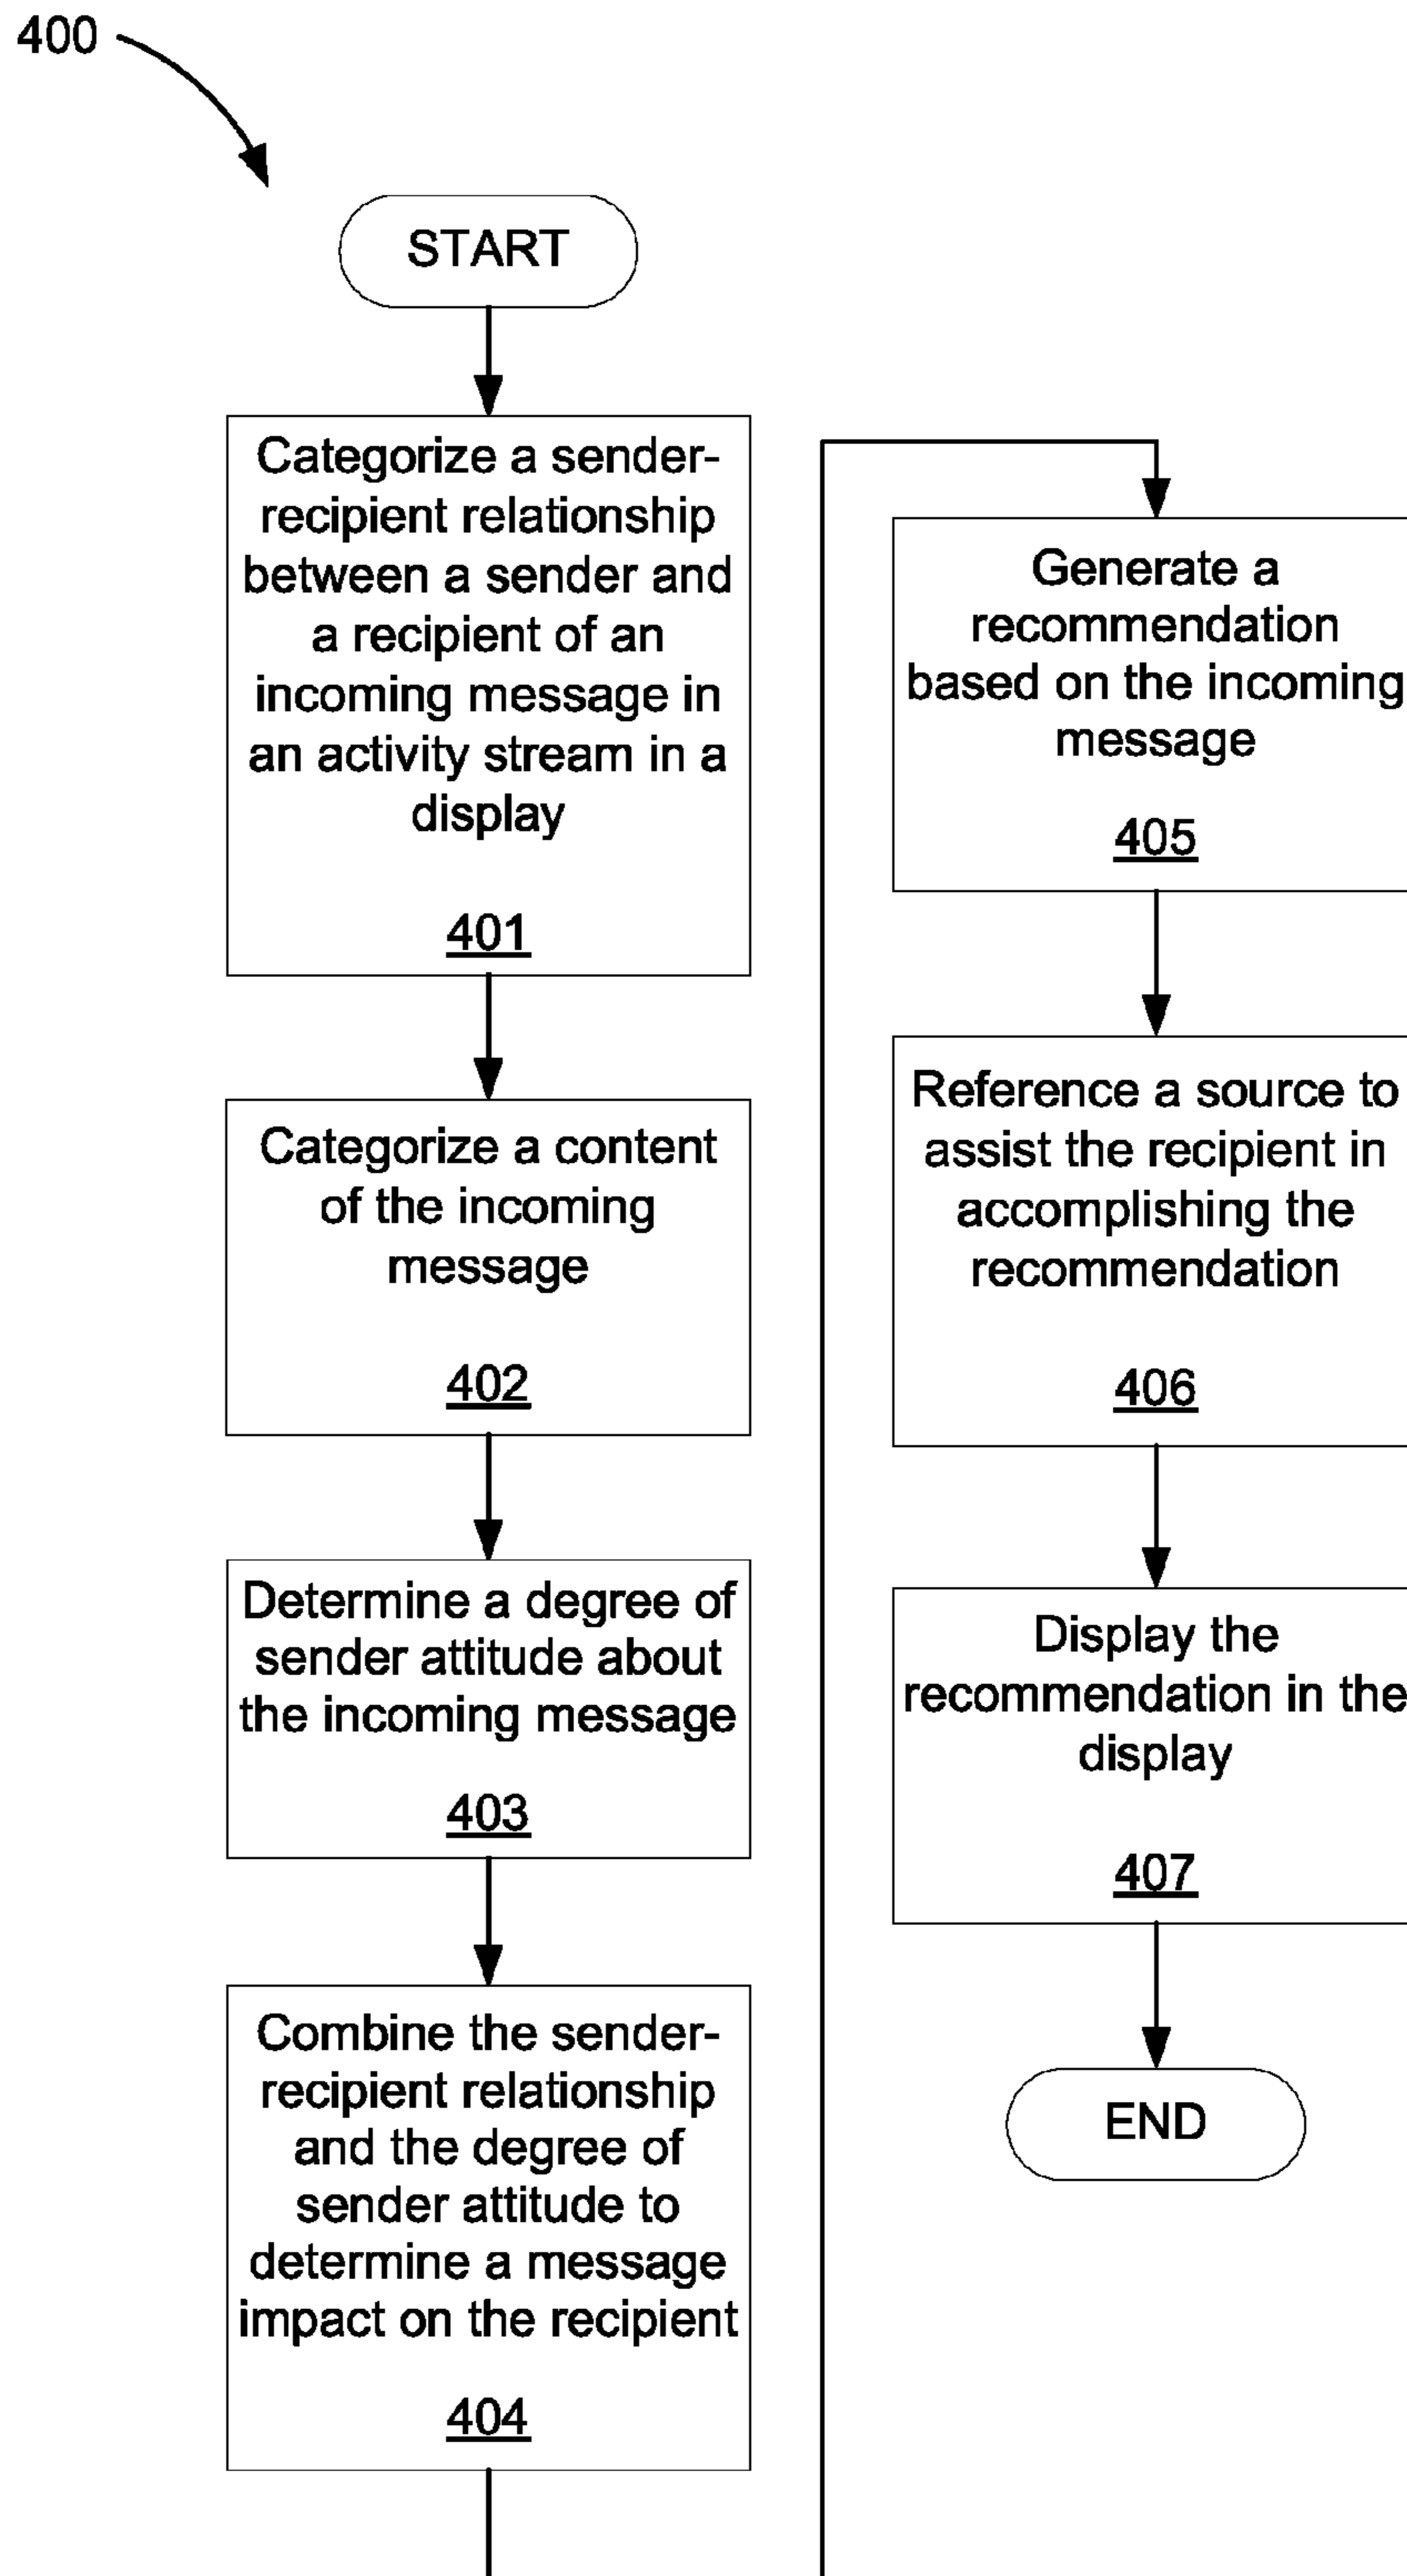 400
START
Categorize a sender-
recipient relationship
between a sender and
a recipient of an
incoming message in
an activity stream in a
display
401
Categorize a content
of the incoming
message
402
Determine a degree of
sender attitude about
the incoming message
403
Combine the sender-
recipient relationship
and the degree of
sender attitude to
determine a message
impact on the recipient
404
Generate a
recommendation
based on the incoming
message
405
Reference a source to
assist the recipient in
accomplishing the
recommendation
406
Display the
recommendation in the
display
407
END